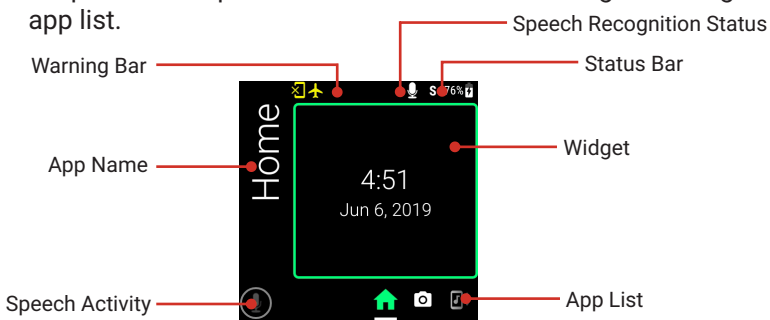 app list.
Speech Recognition Status
Warning Bar
Status Bar
S 76%
Home
App Name
Widget
4:51
Jun 6, 2019
Speech Activity
App List